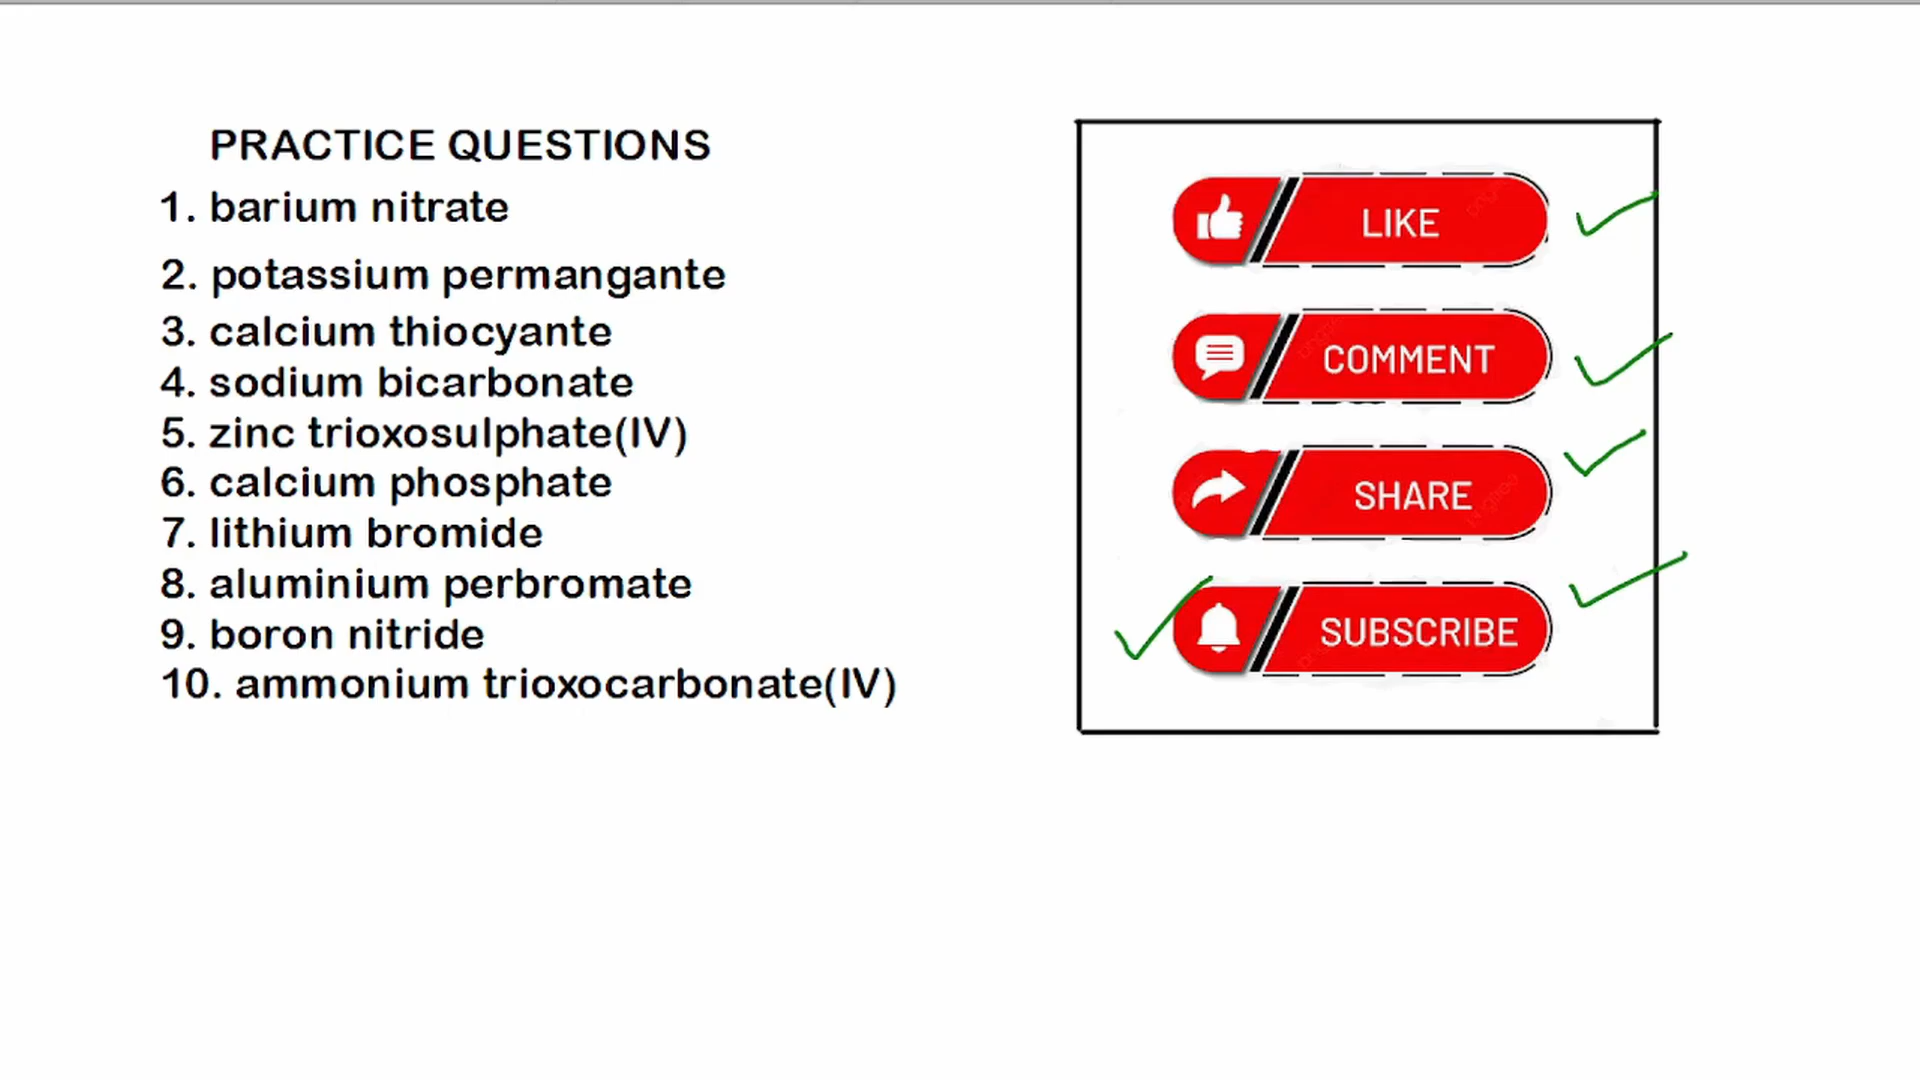 PRACTICE QUESTIONS
1. barium nitrate
2. potassium permangante
3. calcium thiocyante
4. sodium bicarbonate
5. zinc trioxosulphate(IV)
6. calcium phosphate
7. lithium bromide
8. aluminium perbromate
9. boron nitride
10. ammonium trioxocarbonate(IV)
LIKE
COMMENT
SHARE
SUBSCRIBE